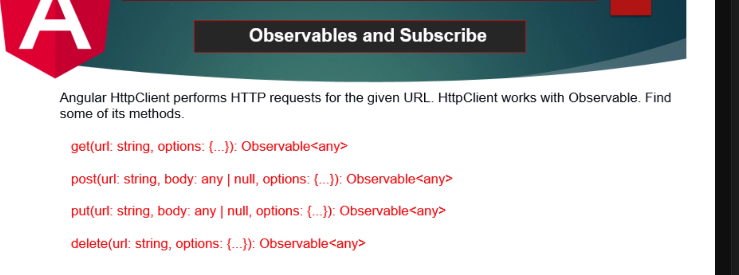 A
Observables and Subscribe
Angular HttpClient performs HTTP requests for the given URL. HttpClient works with Observable. Find
some of its methods.
get(url: string, options: {...}): Observable<any>
post(url: string, body: any | null, options: {...}): Observable<any>
put(url: string, body: any | null, options: {...}): Observable<any>
delete(url: string, options: {...}): Observable<any>